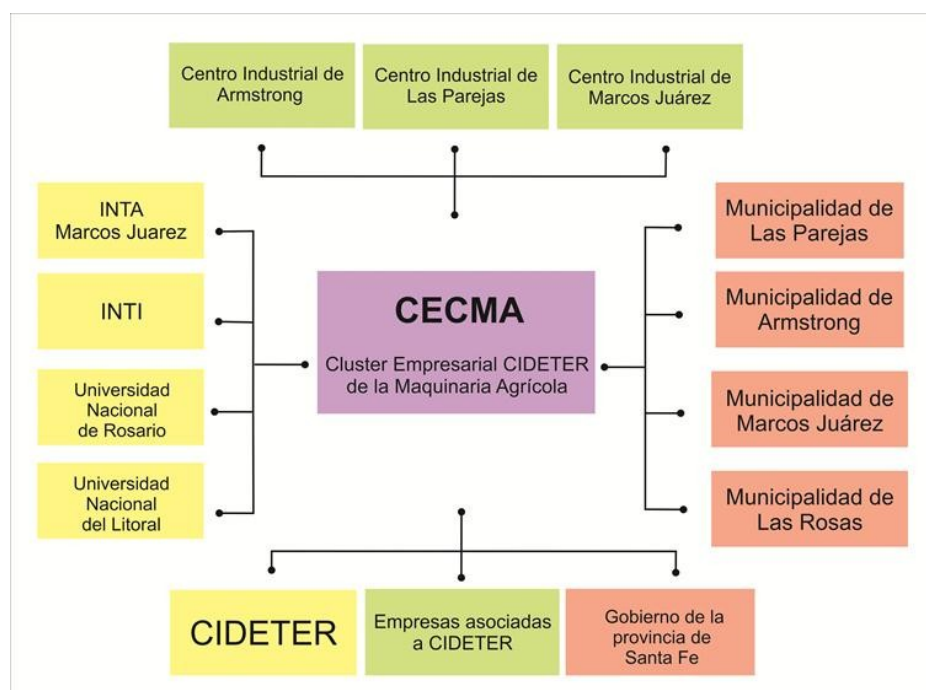 Centro Industrial de
Armstrong
Centro Industrial de
Las Parejas
Centro Industrial de
Marcos Juárez
INTA
Marcos Juarez
INTI
Universidad
Nacional
de Rosario
Universidad
Nacional
del Litoral
CECMA
Cluster Empresarial CIDETER
de la Maquinaria Agrícola
Municipalidad de
Las Parejas
Municipalidad de
Armstrong
Municipalidad de
Marcos Juárez
Municipalidad de
Las Rosas
CIDETER
Empresas asociadas
a CIDETER
Gobierno de la
provincia de
Santa Fe